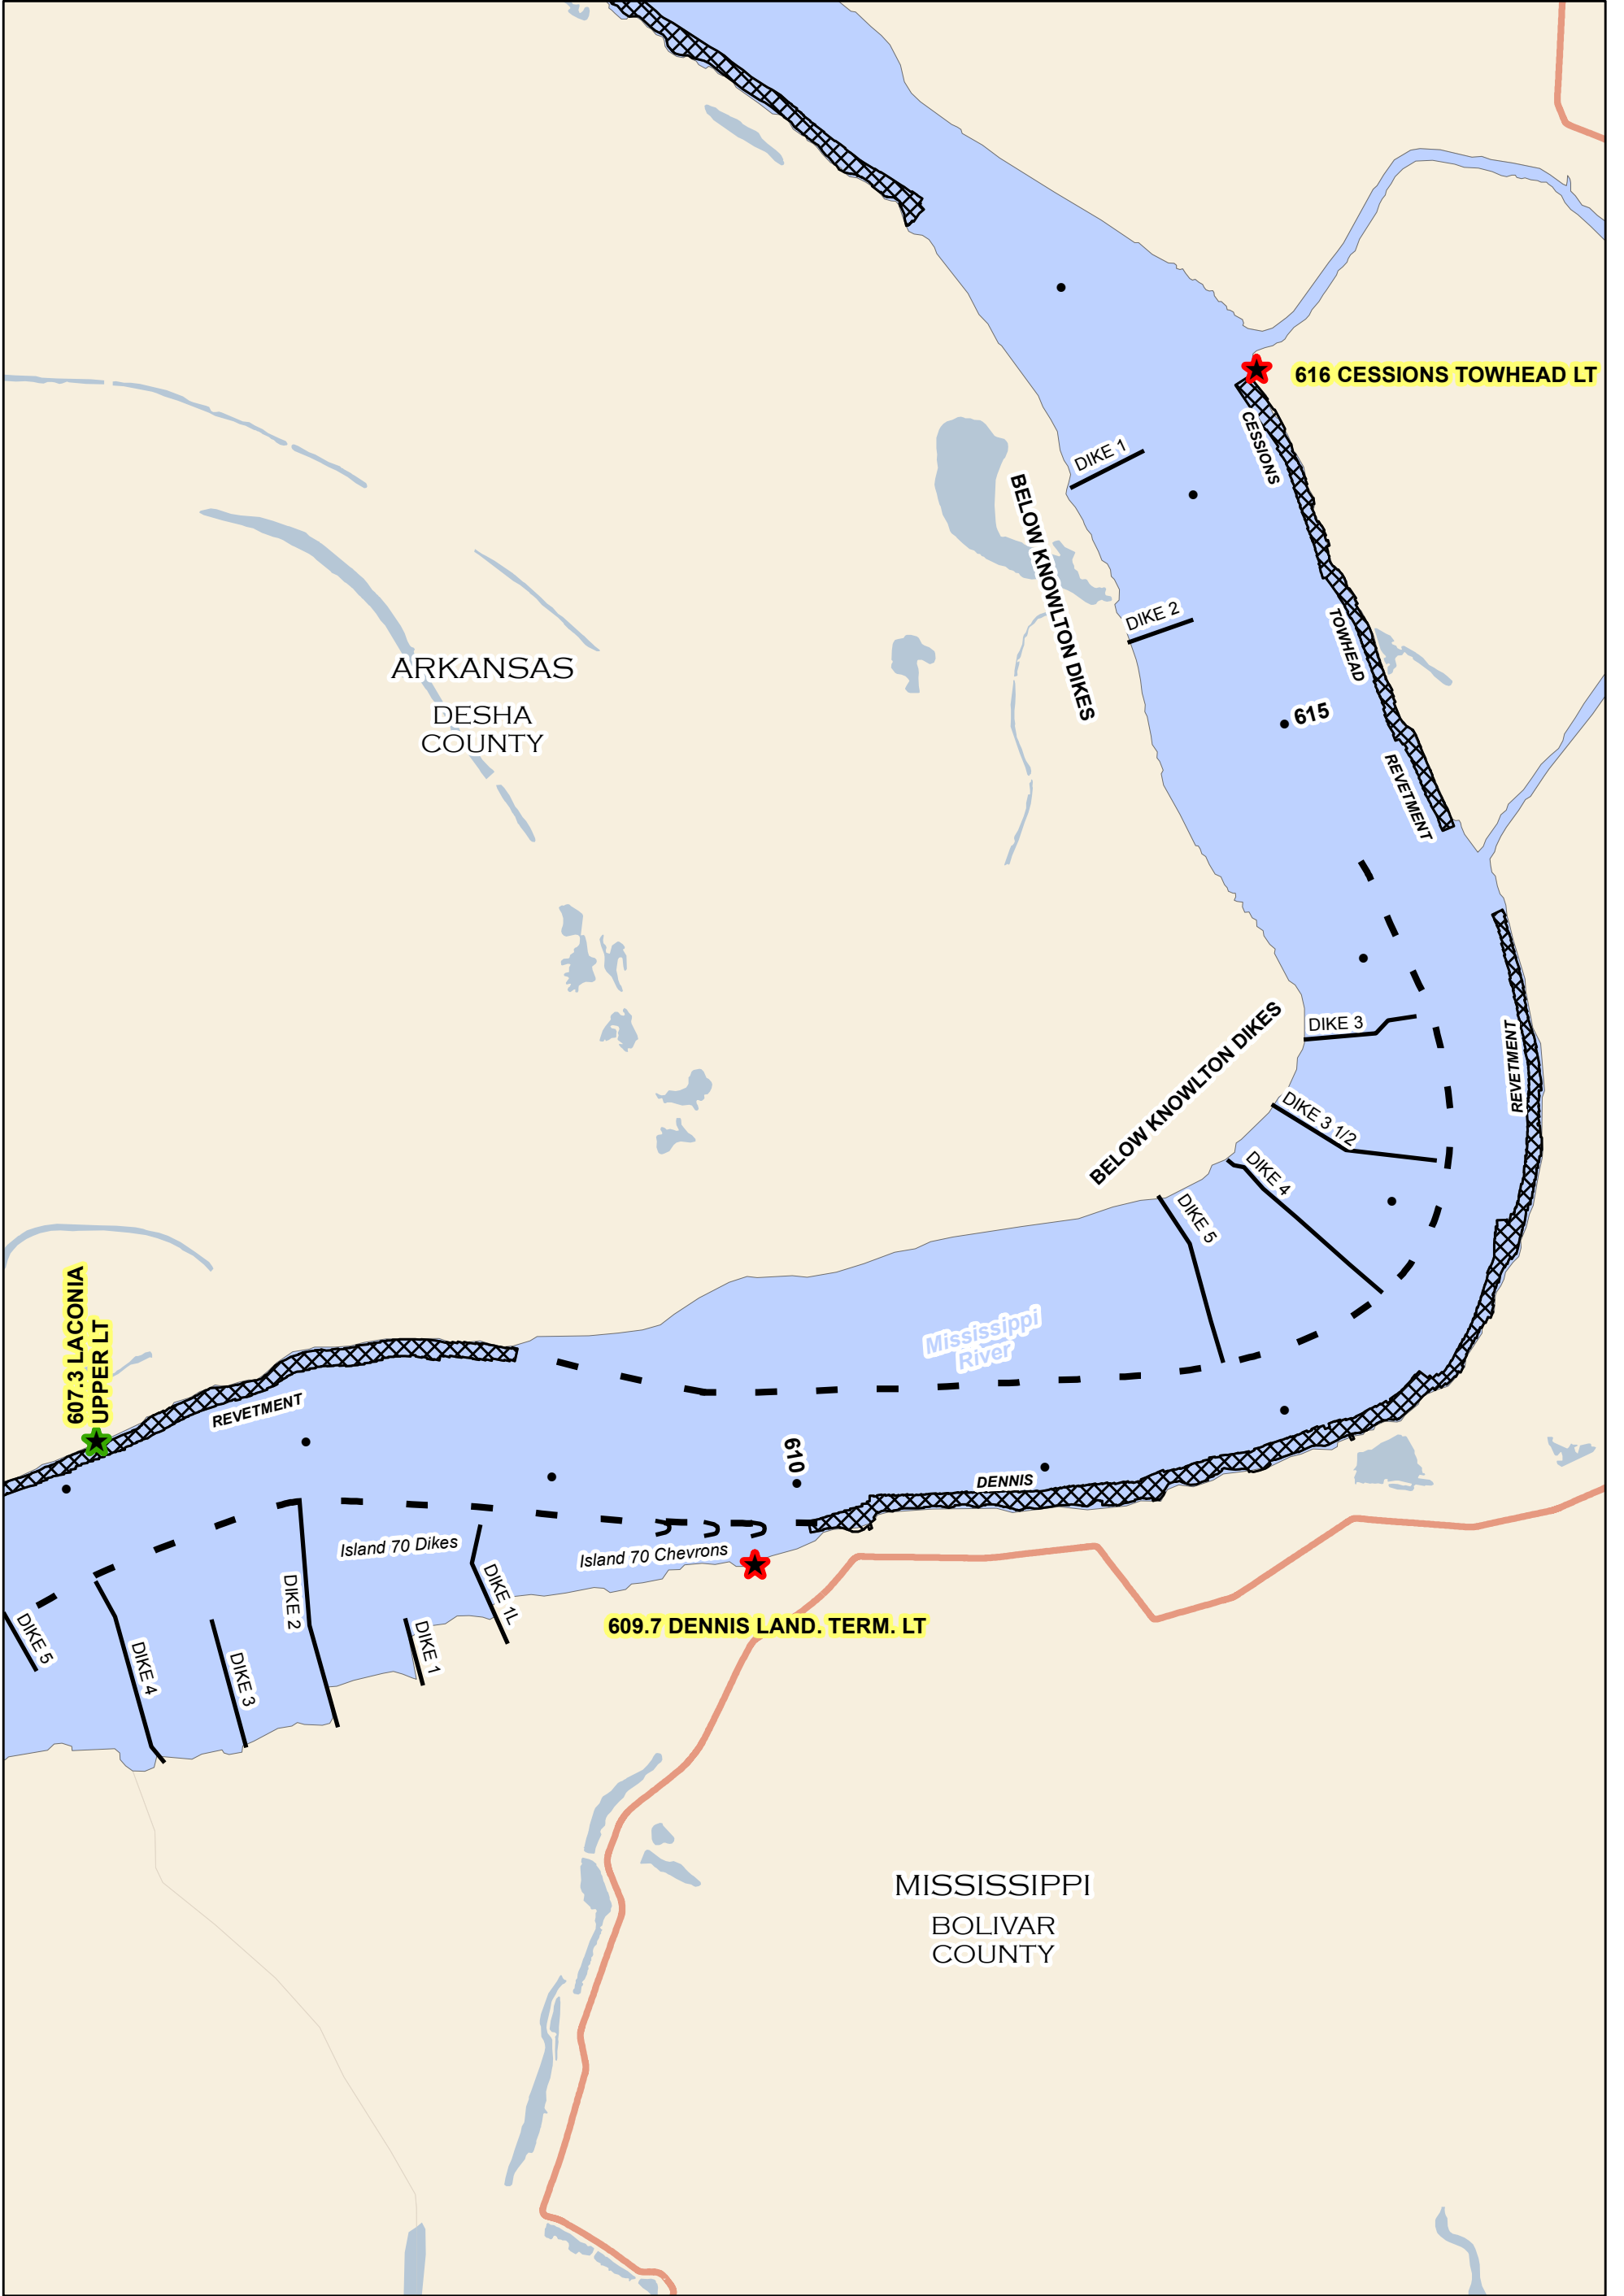 616 CESSIONS TOWHEAD LT
CESSIONS
DIKE 1
BELOW KNOWLTON DIKES
DIKE 2
TOWHEAD
ARKANSAS
DESHA
COUNTY
615
REVETMENT
DIKE 3
REVETMENT
BELOW KNOWLTON DIKES
DIKE 3 1/2
DIKE 4
DIKE 5
607.3 LACONIA
UPPER LT
Mississippi
River
REVETMENT
610
DENNIS
Island 70 Dikes
Island 70 Chevrons
DIKE 1L
DIKE 2
DIKE 1
609.7 DENNIS LAND. TERM. LT
DIKE 5
DIKE 4
DIKE 3
MISSISSIPPI
BOLIVAR
COUNTY